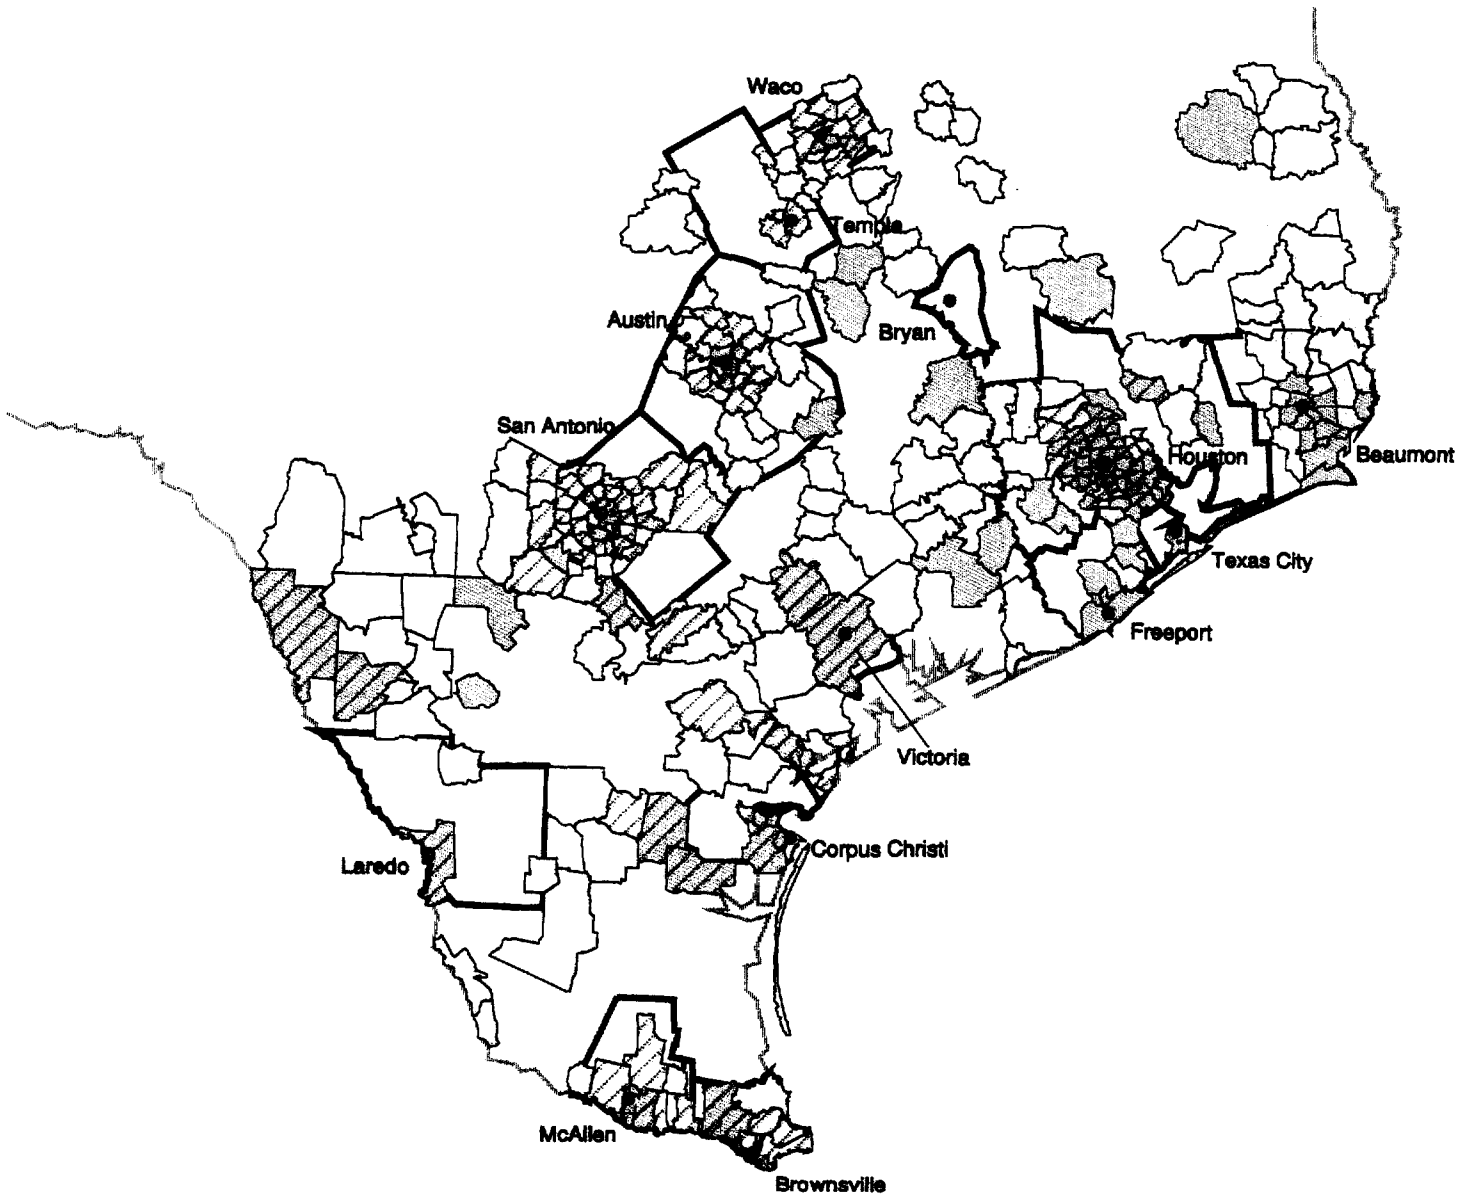 Waco
Temple
Austin
Bryan
San Antonio
Houston
Beaumont
Texas City
Freeport
Victoria
Corpus Christi
Laredo
McAllen
Brownsville